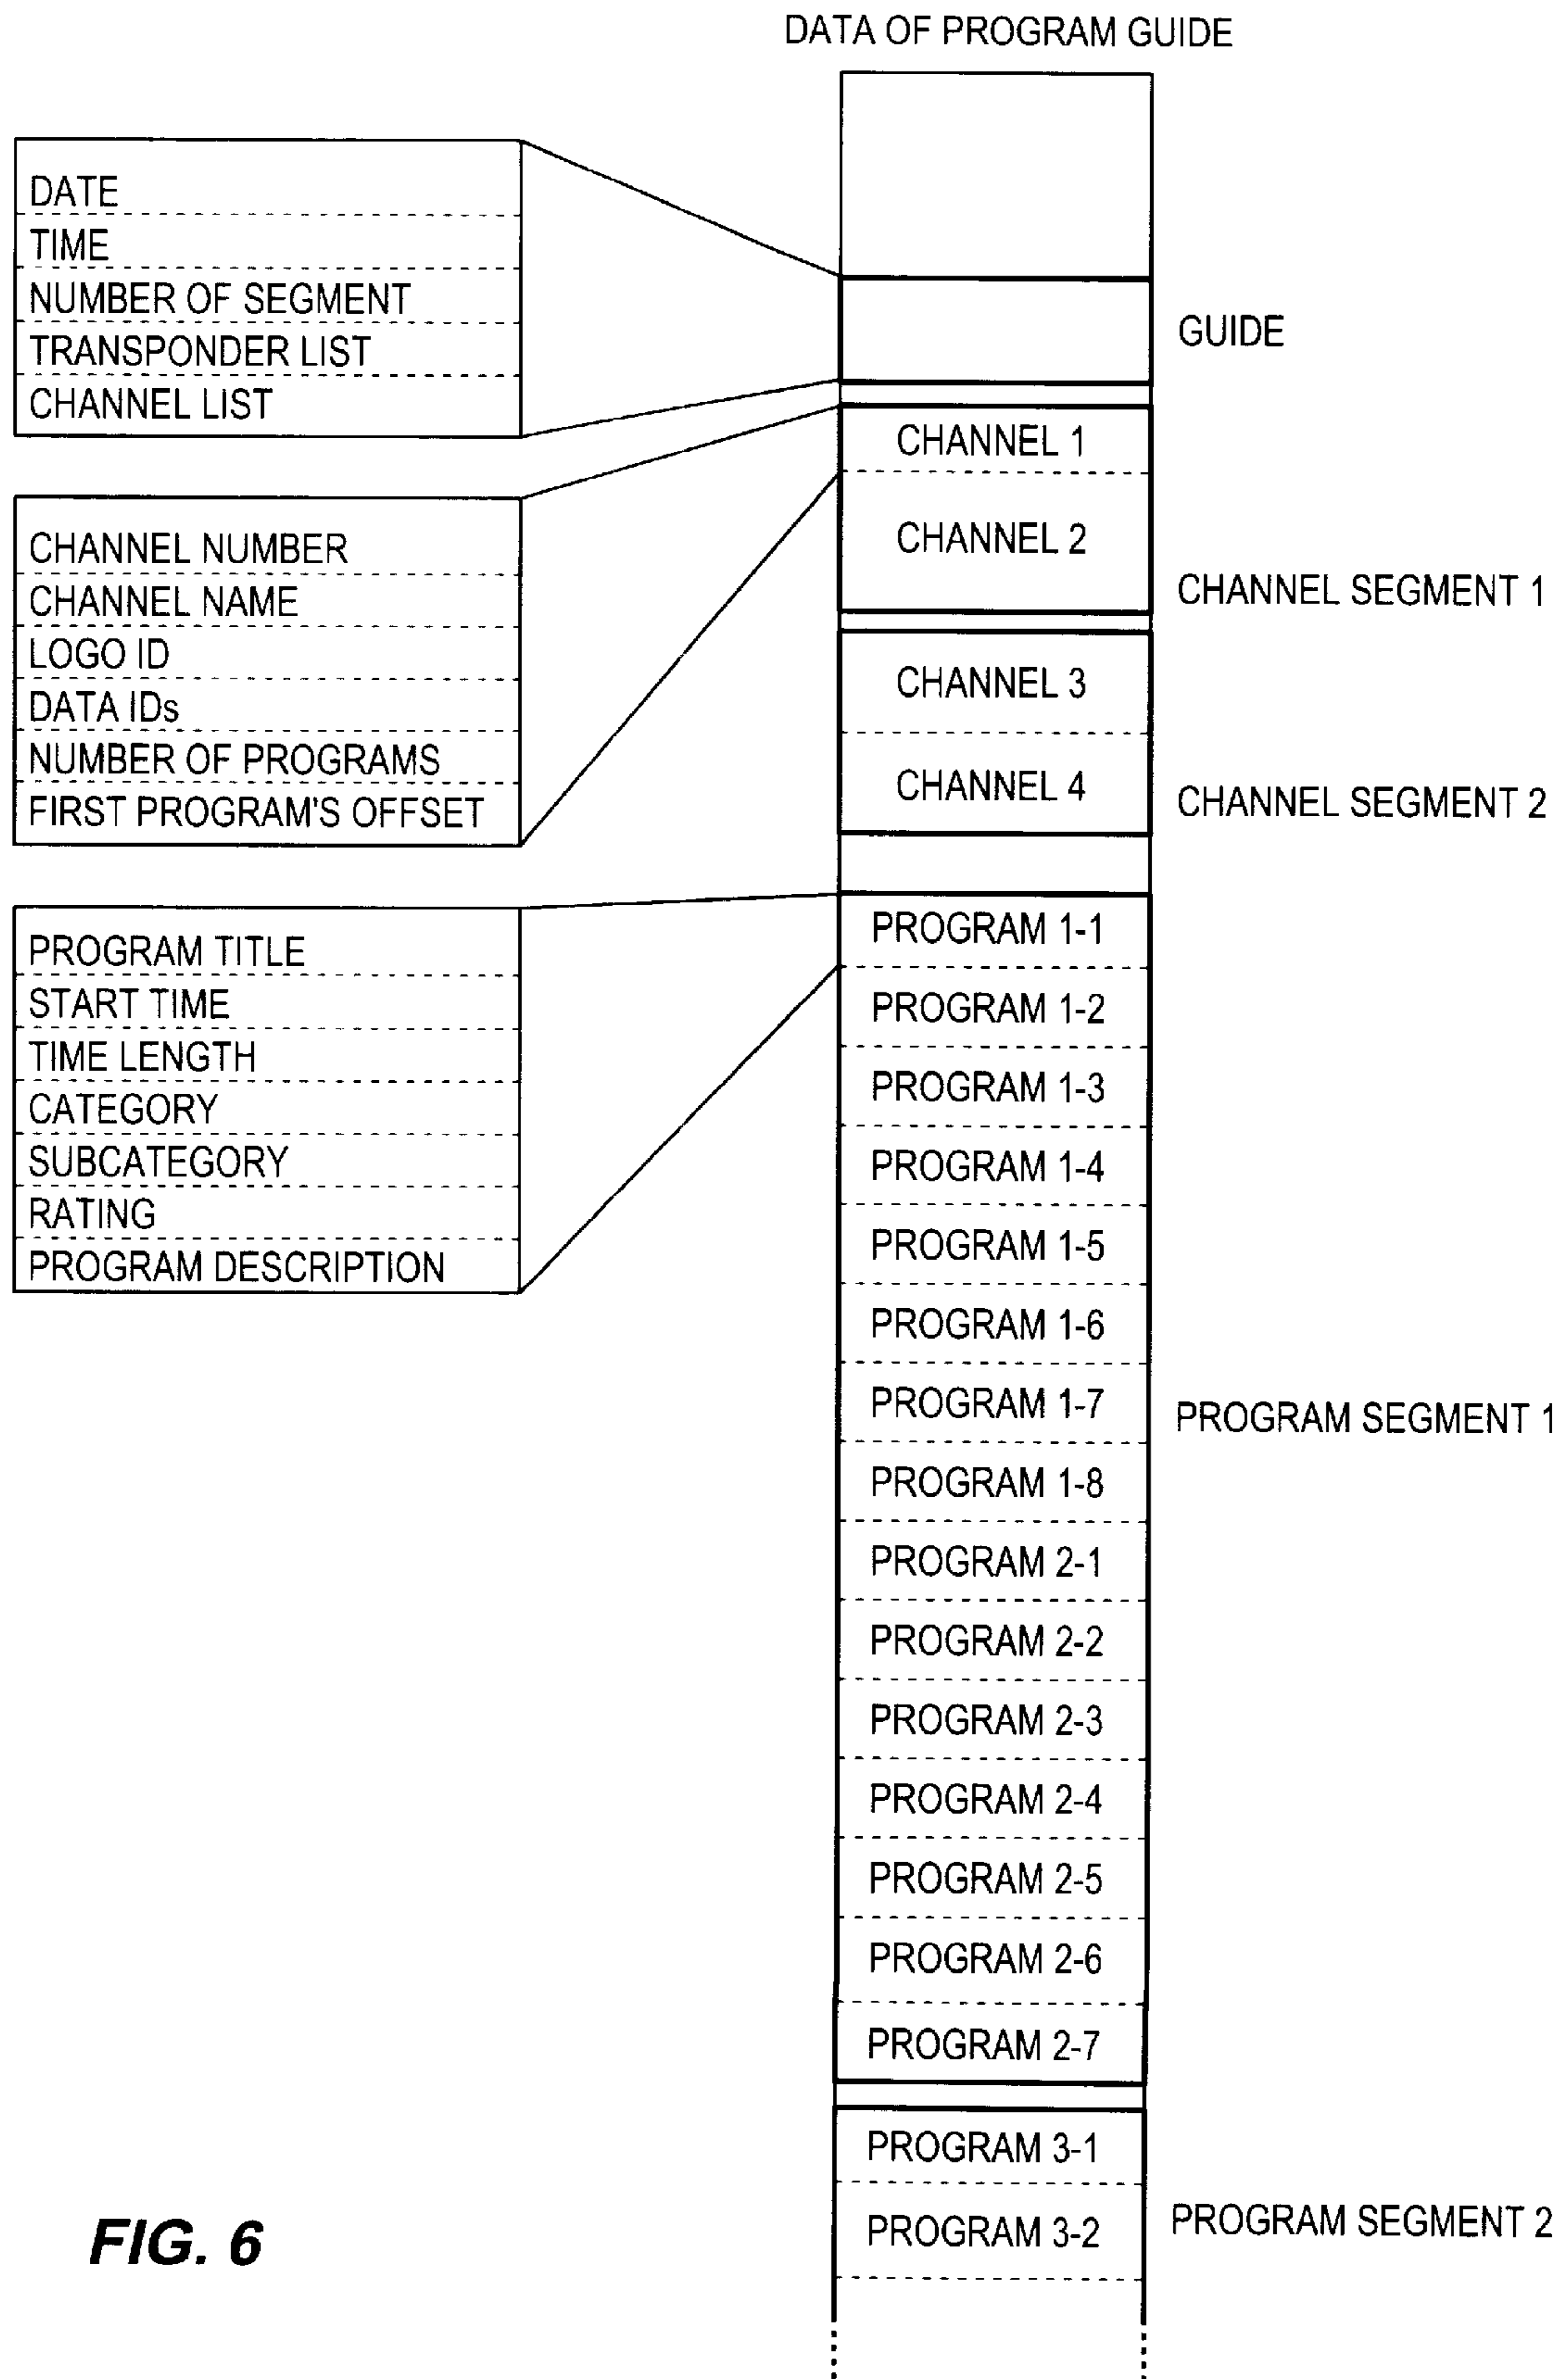 DATA OF PROGRAM GUIDE
DATE
TIME
NUMBER OF SEGMENT
TRANSPONDER LIST
CHANNEL LIST
GUIDE
CHANNEL NUMBER
CHANNEL NAME
LOGO ID
DATA IDs
NUMBER OF PROGRAMS
FIRST PROGRAM'S OFFSET
CHANNEL 1
CHANNEL 2
CHANNEL SEGMENT 1
CHANNEL 3
CHANNEL 4
CHANNEL SEGMENT 2
PROGRAM TITLE
START TIME
TIME LENGTH
CATEGORY
SUBCATEGORY
RATING
PROGRAM DESCRIPTION
PROGRAM 1-1
PROGRAM 1-2
PROGRAM 1-3
PROGRAM 1-4
PROGRAM 1-5
PROGRAM 1-6
PROGRAM 1-7
PROGRAM 1-8
PROGRAM 2-1
PROGRAM 2-2
PROGRAM 2-3
PROGRAM 2-4
PROGRAM 2-5
PROGRAM 2-6
PROGRAM 2-7
PROGRAM SEGMENT 1
PROGRAM 3-1
PROGRAM 3-2
PROGRAM SEGMENT 2
FIG. 6